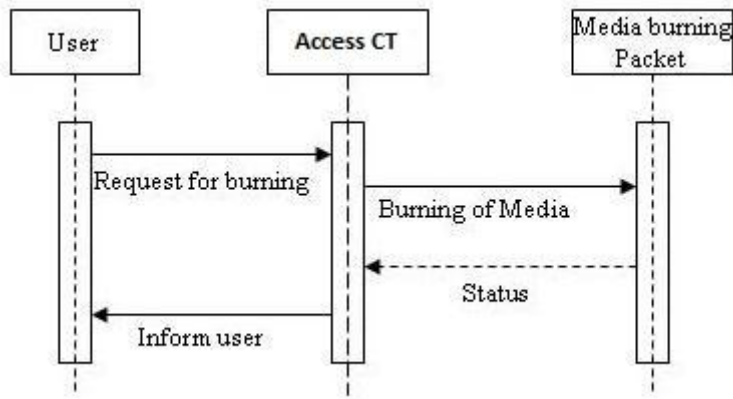 User
Access CT
Media burning
Packet
Request for burning
Burning of Media
Status
Inform user